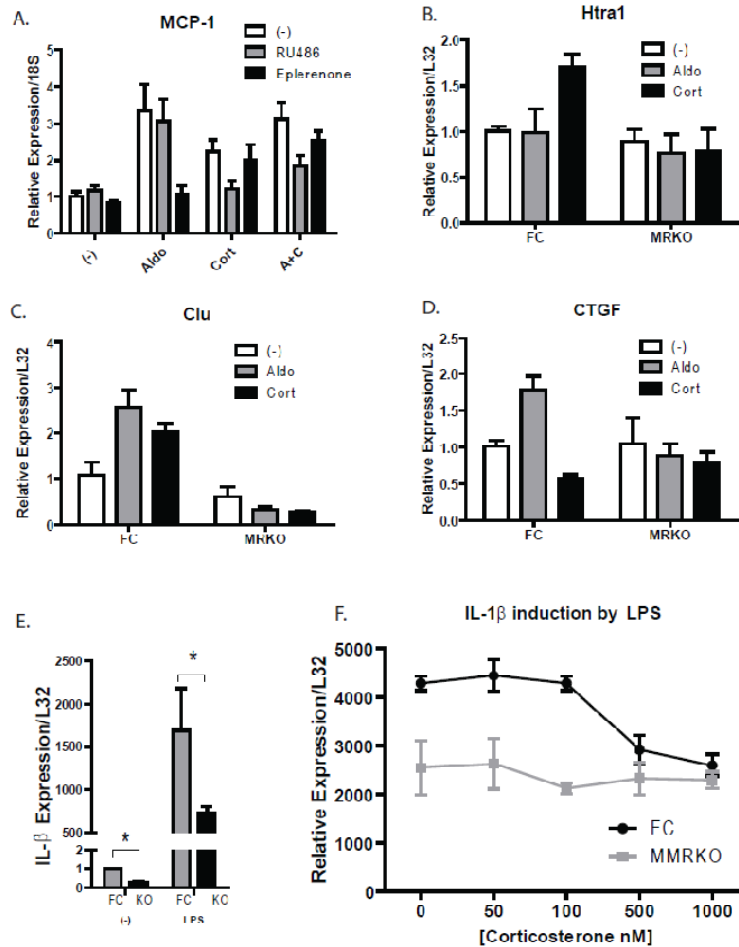 A.
MCP-1
(-)
RU486
Eplerenone
Relative Expression/18S
5
4
3
2
1
0
(-)
Aldo
Cort
A+C
B.
Htra1
(-)
Aldo
Cort
Relative Expression/L32
2.0
1.5
1.0
0.5
0.0
FC
MRKO
C.
Clu
(-)
Aldo
Cort
Relative Expression/L32
4
3
2
1
0
FC
MRKO
D.
CTGF
(-)
Aldo
Cort
Relative Expression/L32
2.5
2.0
1.5
1.0
0.5
0.0
FC
MRKO
E.
IL-β Expression/L32
2500
2000
1500
1000
500
2
1
0
*
*
FC KO FC KO
(-) LPS
F.
IL-1β induction by LPS
Relative Expression/L32
5000
4000
3000
2000
1000
0
FC
MMRKO
0 50 100 500 1000
[Corticosterone nM]